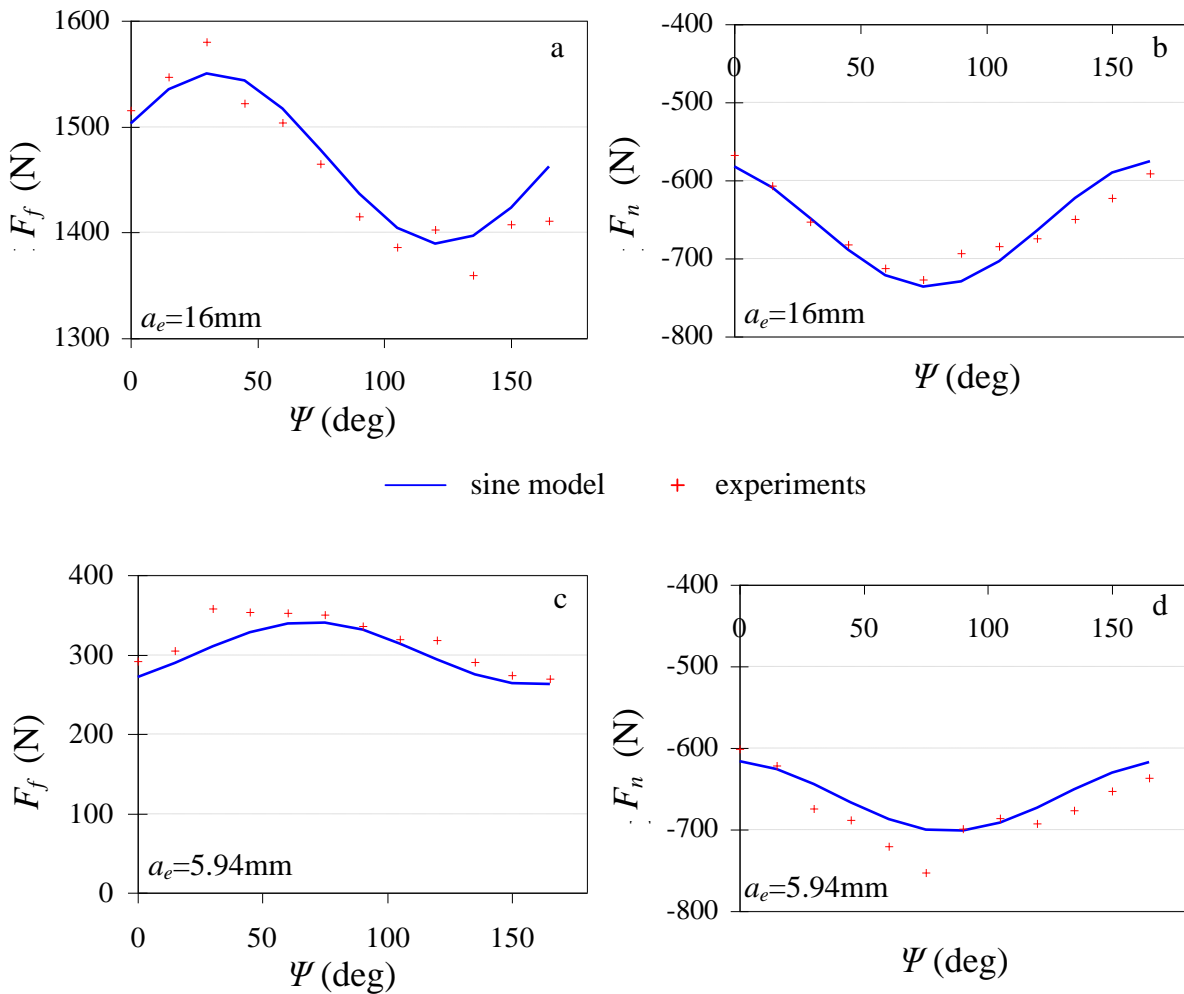 1600
1500
1400
1300
F_f (N)
a
a_e=16mm
0 50 100 150
Ψ (deg)
-400
-500
-600
-700
-800
F_n (N)
b
0 50 100 150
a_e=16mm
Ψ (deg)
sine model experiments
400
300
200
100
0
F_f (N)
c
a_e=5.94mm
0 50 100 150
Ψ (deg)
-400
-500
-600
-700
-800
F_n (N)
d
0 50 100 150
a_e=5.94mm
Ψ (deg)